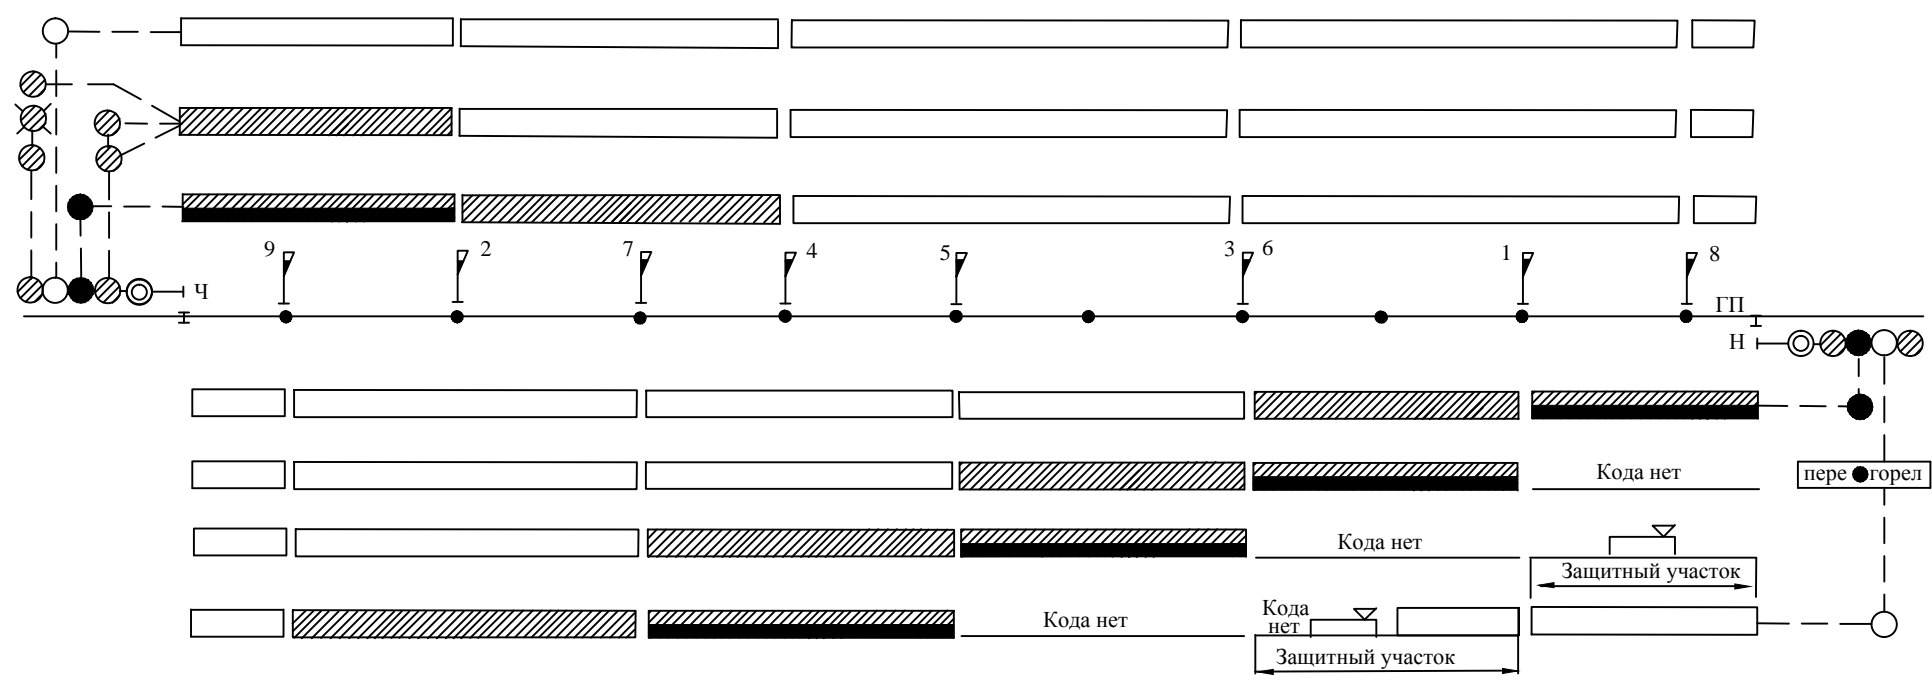 9 2 7 4 5 3 6 1 8
Ч
ГП
Н
Кода нет
пере горел
Кода нет
Защитный участок
Кода нет
Кода
нет
Защитный участок